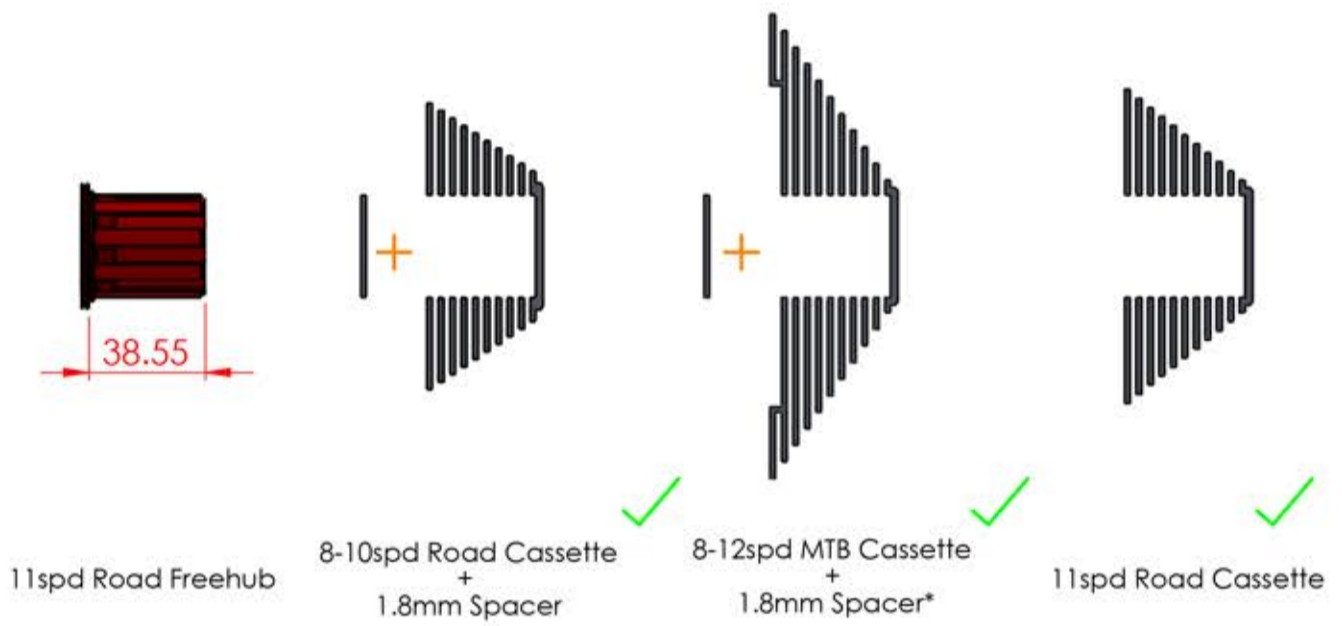 38.55
11spd Road Freehub
8-10spd Road Cassette
+
1.8mm Spacer
8-12spd MTB Cassette
+
1.8mm Spacer*
11spd Road Cassette